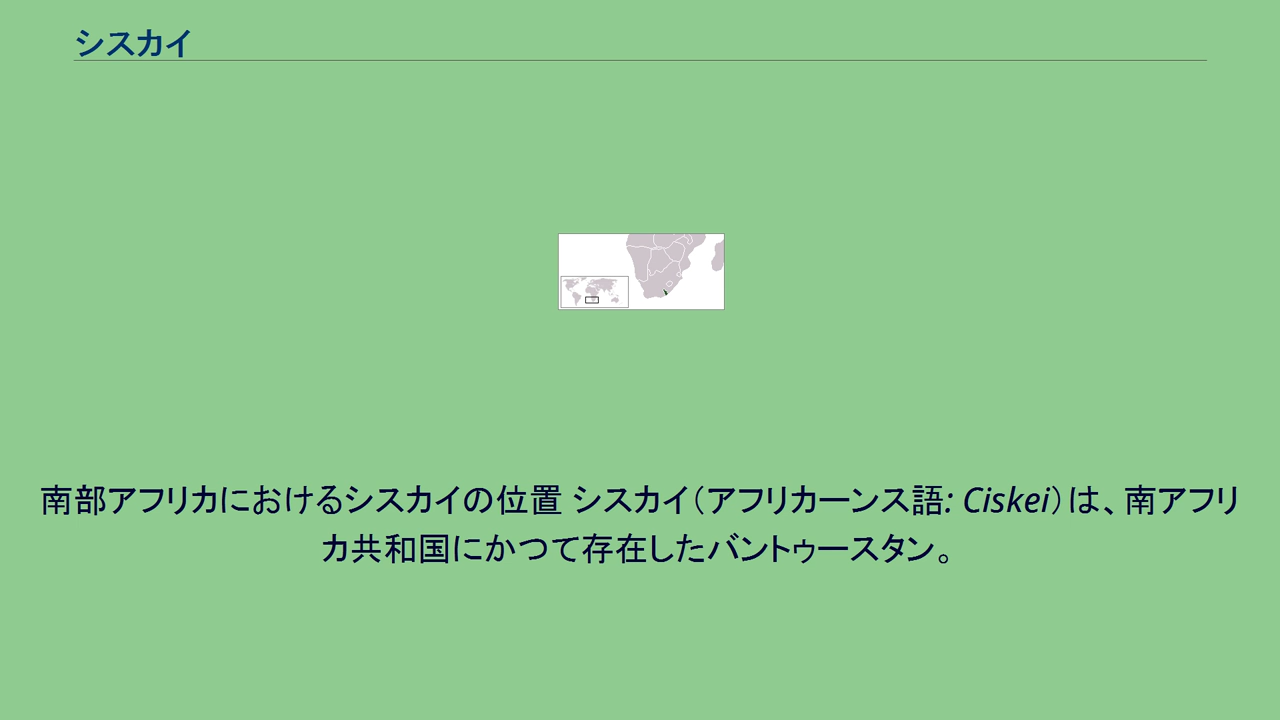 シスカイ
南部アフリカにおけるシスカイの位置 シスカイ（アフリカーンス語: Ciskei）は、南アフリ
カ共和国にかつて存在したバントゥースタン。